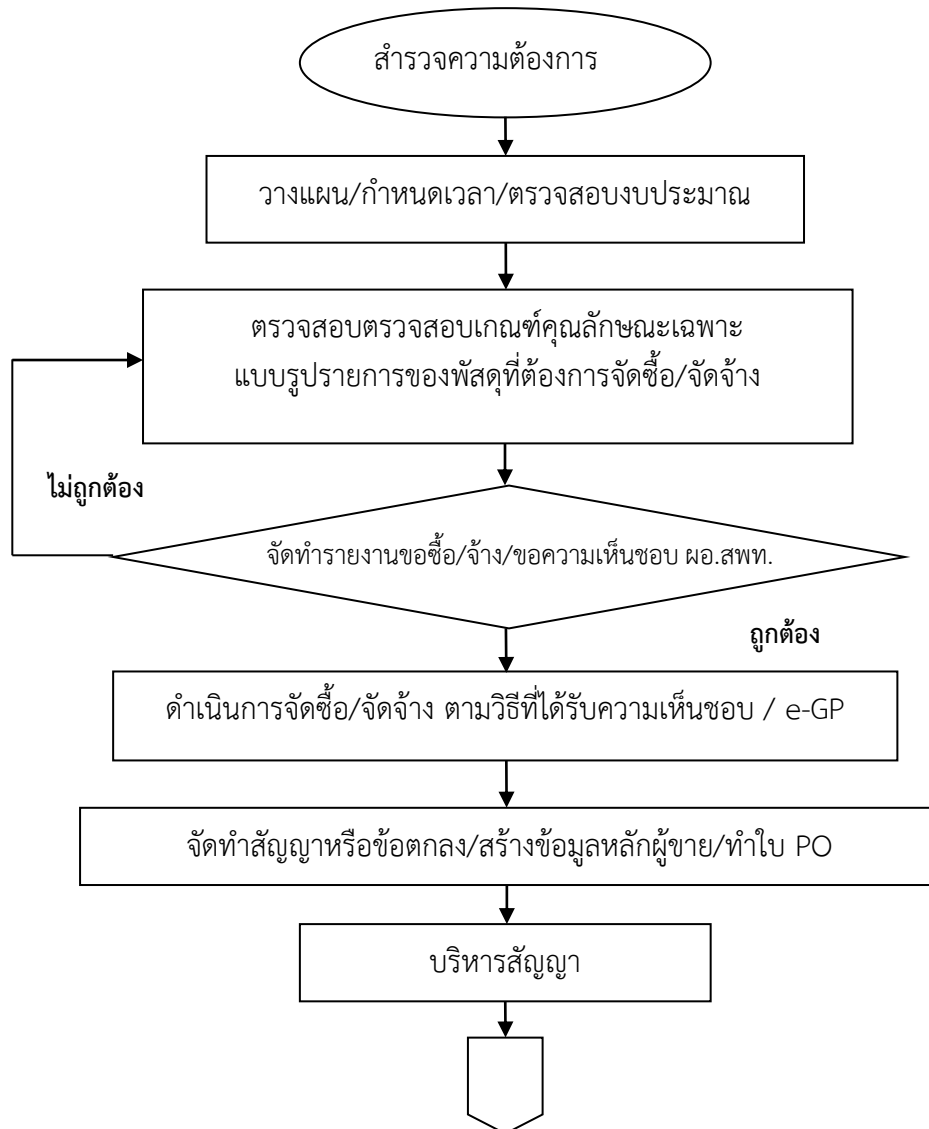 สำรวจความต้องการ
วางแผน/กำหนดเวลา/ตรวจสอบงบประมาณ
ตรวจสอบตรวจสอบเกณฑ์คุณลักษณะเฉพาะ
แบบรูปรายการของพัสดุที่ต้องการจัดซื้อ/จัดจ้าง
ไม่ถูกต้อง
จัดทำรายงานขอซื้อ/จ้าง/ขอความเห็นชอบ ผอ.สพท.
ถูกต้อง
ดำเนินการจัดซื้อ/จัดจ้าง ตามวิธีที่ได้รับความเห็นชอบ / e-GP
จัดทำสัญญาหรือข้อตกลง/สร้างข้อมูลหลักผู้ขาย/ทำใบ PO
บริหารสัญญา